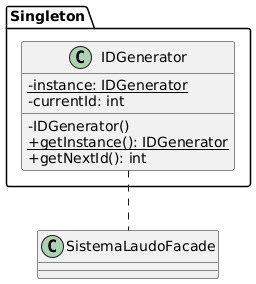 Singleton
C IDGenerator
-instance: IDGenerator
-currentId: int
-IDGenerator()
+getInstance(): IDGenerator
+getNextId(): int
C SistemaLaudoFacade